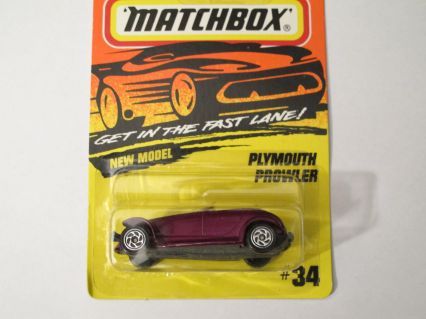 MATCHBOX®
GET IN THE FAST LANE!
NEW MODEL
PLYMOUTH
PROWLER
#34